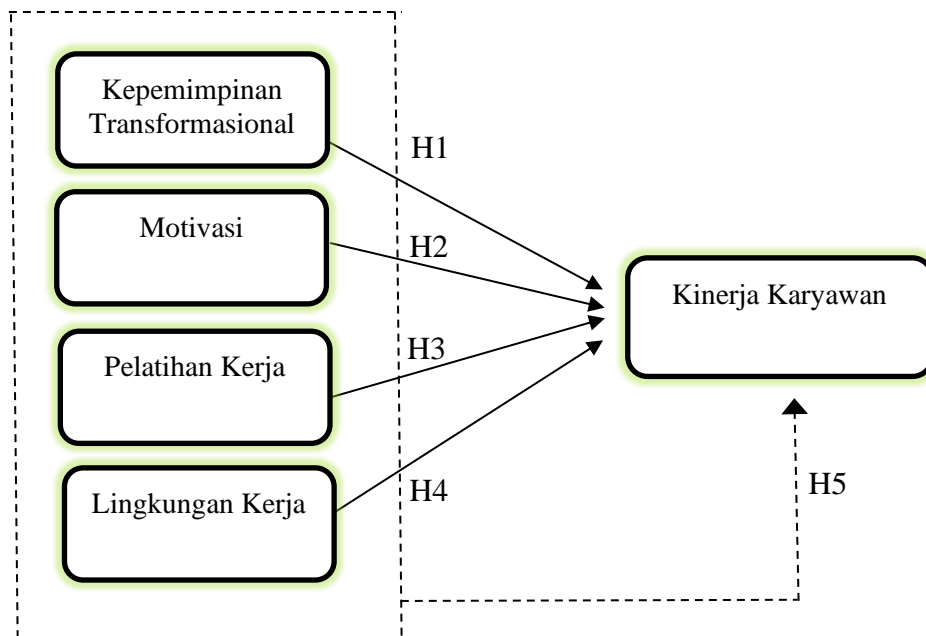 Kepemimpinan
Transformasional
H1
Motivasi
H2
Kinerja Karyawan
Pelatihan Kerja
H3
Lingkungan Kerja
H4
H5